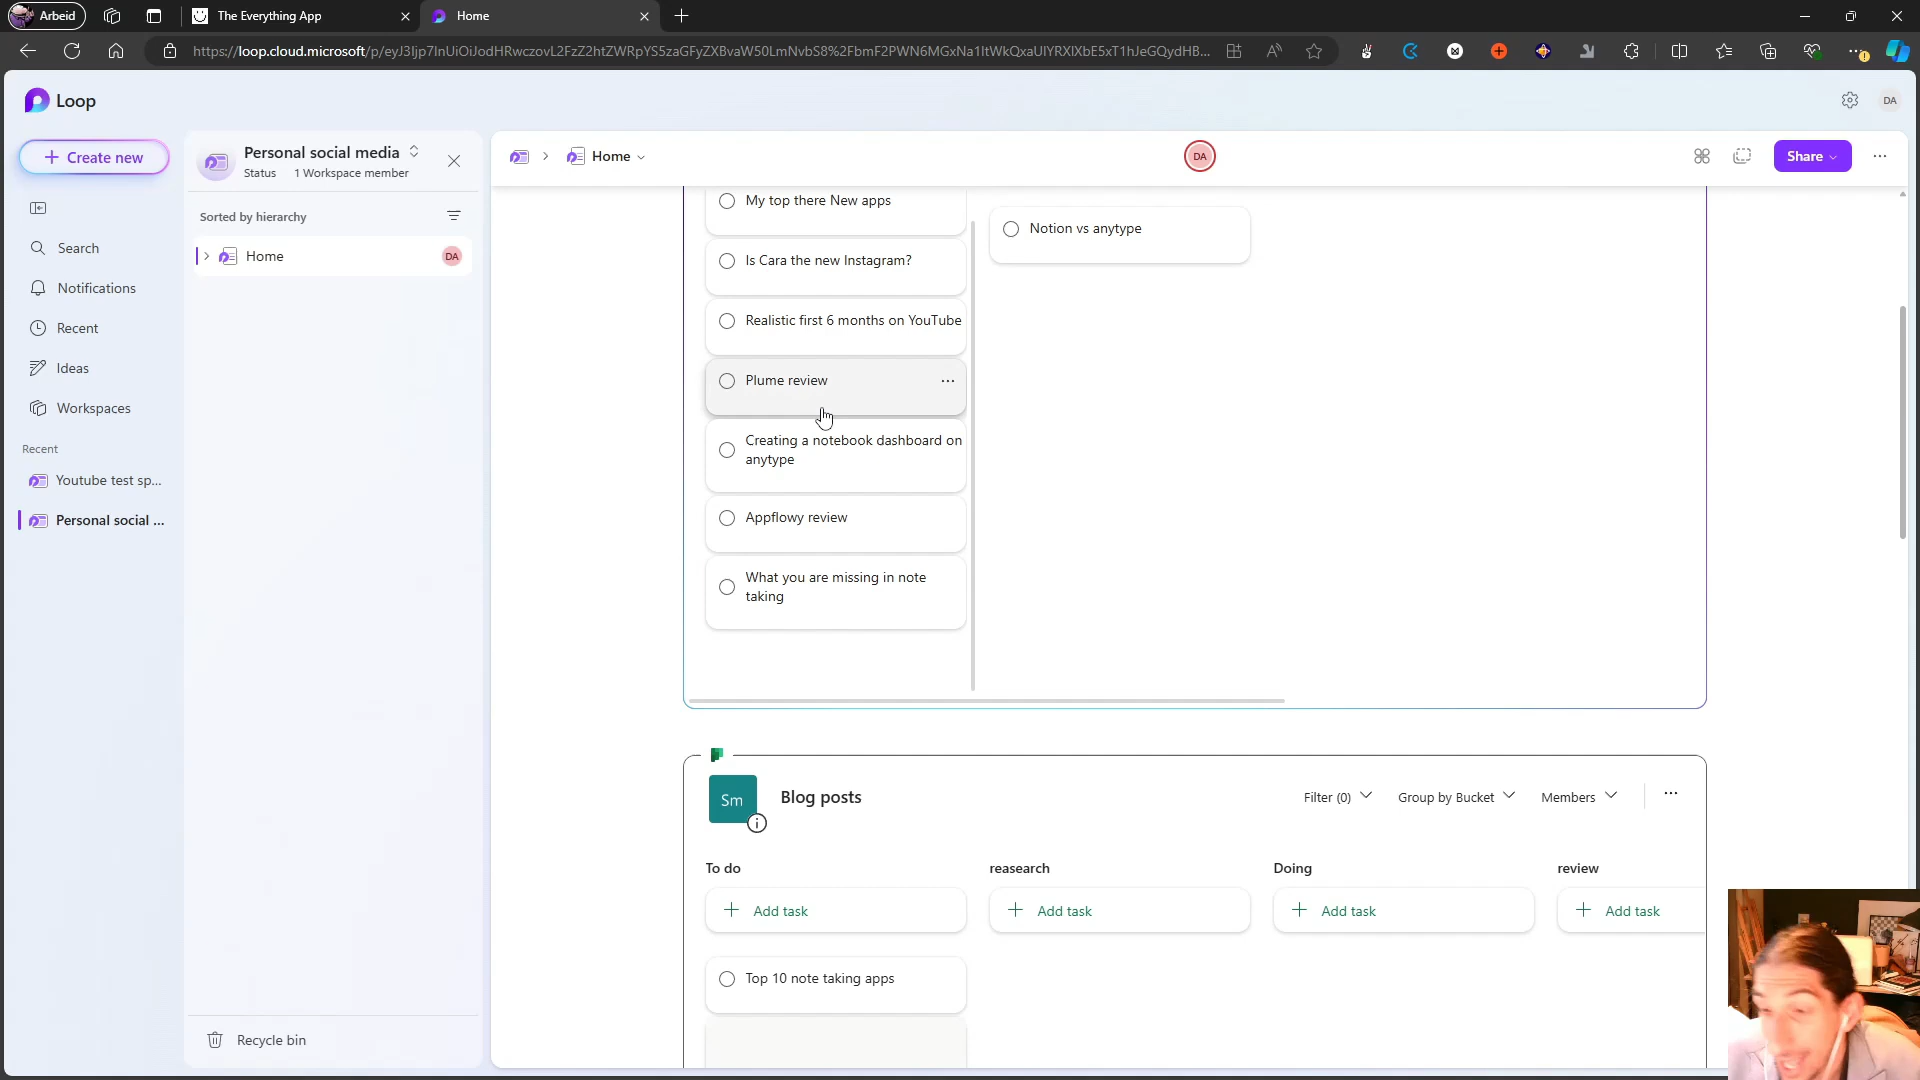 Arbeid
The Everything App
Home
https://loop.cloud.microsoft/p/eyJ3Ijp7InUiOiJodHRwczovL2FzZ2htZWRpYS5zaGFyZXBvaW50LmNvbS8%2FbmF2PWN6MGxNa1ltWkQxaUlYRXlXbE5xT1hJeGQydHB...
Loop
DA
Create new
Personal social media
Status
1 Workspace member
Home
DA
Share
Sorted by hierarchy
Home
DA
Search
Notifications
Recent
Ideas
Workspaces
Recent
Youtube test sp...
Personal social ...
Recycle bin
My top there New apps
Is Cara the new Instagram?
Realistic first 6 months on YouTube
Plume review
Creating a notebook dashboard on
anytype
Appflowy review
What you are missing in note
taking
Notion vs anytype
Sm
Blog posts
Filter (0)
Group by Bucket
Members
To do
reasearch
Doing
review
Add task
Add task
Add task
Add task
Top 10 note taking apps